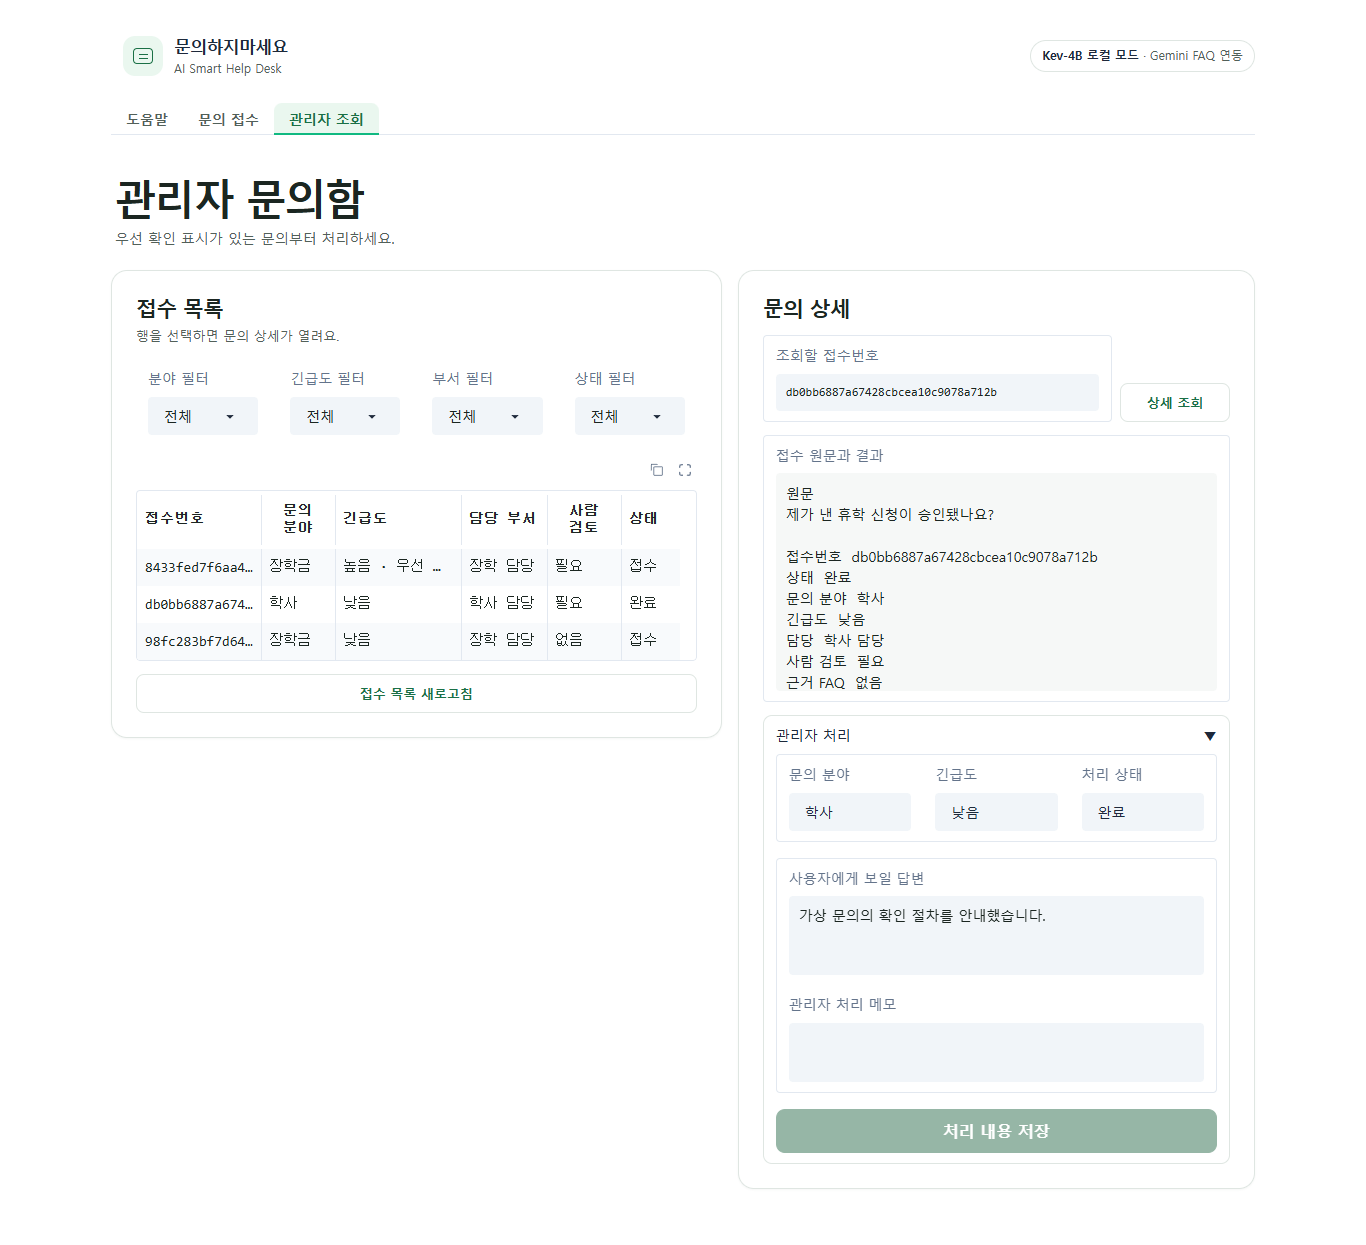 문의하지마세요
AI Smart Help Desk
Kev-4B 로컬 모드 · Gemini FAQ 연동
도움말
문의 접수
관리자 조회
관리자 문의함
우선 확인 표시가 있는 문의부터 처리하세요.
접수 목록
행을 선택하면 문의 상세가 열려요.
분야 필터
긴급도 필터
부서 필터
상태 필터
전체
전체
전체
전체
접수번호 문의 분야 긴급도 담당 부서 사람 검토 상태
8433fed7f6aa4… 장학금 높음 · 우선 … 장학 담당 필요 접수
db0bb6887a674… 학사 낮음 학사 담당 필요 완료
98fc283bf7d64… 장학금 낮음 장학 담당 없음 접수
접수 목록 새로고침
문의 상세
조회할 접수번호
db0bb6887a67428cbcea10c9078a712b
상세 조회
접수 원문과 결과
원문
제가 낸 휴학 신청이 승인됐나요?
접수번호 db0bb6887a67428cbcea10c9078a712b
상태 완료
문의 분야 학사
긴급도 낮음
담당 학사 담당
사람 검토 필요
근거 FAQ 없음
관리자 처리 ▼
문의 분야
긴급도
처리 상태
학사
낮음
완료
사용자에게 보일 답변
가상 문의의 확인 절차를 안내했습니다.
관리자 처리 메모
처리 내용 저장